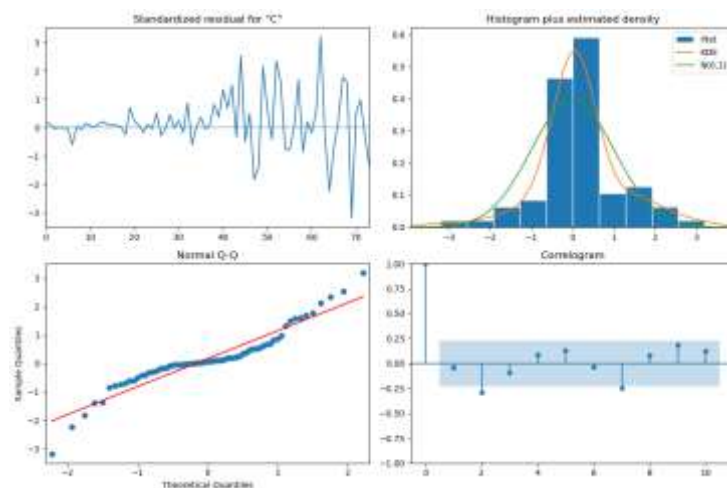 Standardized residual for "C"
3
2
1
0
−1
−2
−3
0 10 20 30 40 50 60 70
Histogram plus estimated density
Hist
KDE
N(0,1)
0.6
0.5
0.4
0.3
0.2
0.1
0.0
−3 −2 −1 0 1 2 3
Normal Q-Q
Sample Quantiles
3
2
1
0
−1
−2
−3
−2 −1 0 1 2
Theoretical Quantiles
Correlogram
1.00
0.75
0.50
0.25
0.00
−0.25
−0.50
−0.75
−1.00
0 2 4 6 8 10